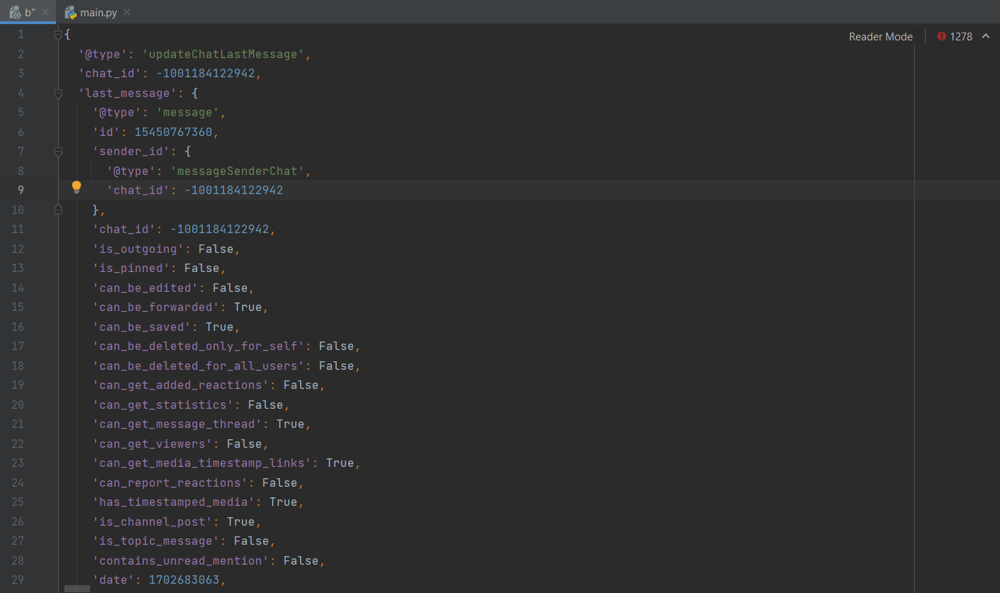 b"
main.py
Reader Mode
1278
1 {
2 '@type': 'updateChatLastMessage',
3 'chat_id': -1001184122942,
4 'last_message': {
5 '@type': 'message',
6 'id': 15450767360,
7 'sender_id': {
8 '@type': 'messageSenderChat',
9 'chat_id': -1001184122942
10 },
11 'chat_id': -1001184122942,
12 'is_outgoing': False,
13 'is_pinned': False,
14 'can_be_edited': False,
15 'can_be_forwarded': True,
16 'can_be_saved': True,
17 'can_be_deleted_only_for_self': False,
18 'can_be_deleted_for_all_users': False,
19 'can_get_added_reactions': False,
20 'can_get_statistics': False,
21 'can_get_message_thread': True,
22 'can_get_viewers': False,
23 'can_get_media_timestamp_links': True,
24 'can_report_reactions': False,
25 'has_timestamped_media': True,
26 'is_channel_post': True,
27 'is_topic_message': False,
28 'contains_unread_mention': False,
29 'date': 1702683063,